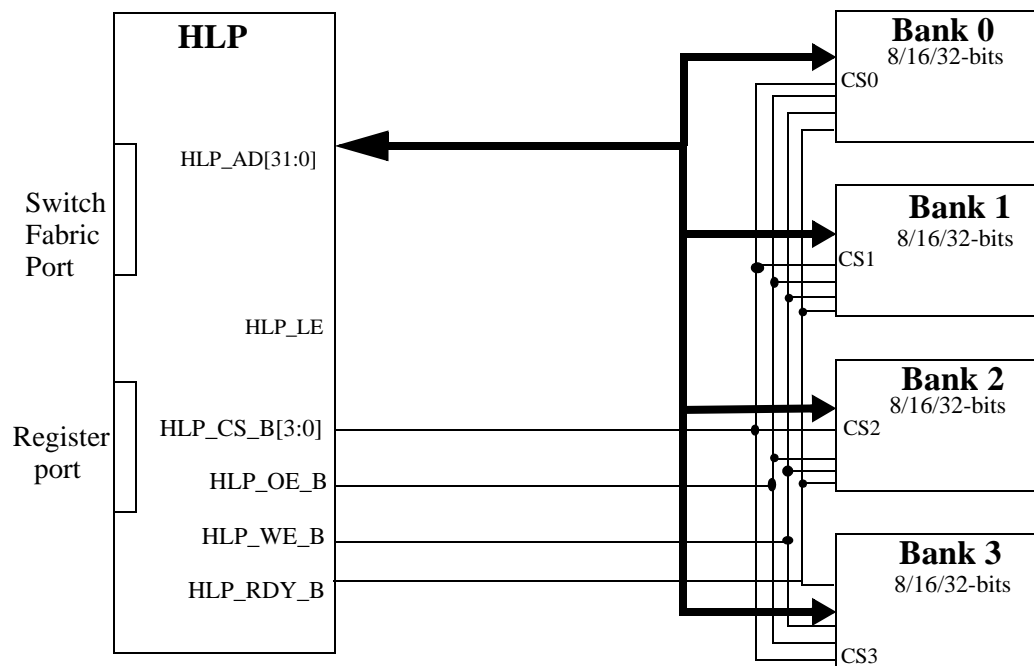 HLP
HLP_AD[31:0]
Switch
Fabric
Port
HLP_LE
Register
port
HLP_CS_B[3:0]
HLP_OE_B
HLP_WE_B
HLP_RDY_B
Bank 0
8/16/32-bits
CS0
Bank 1
8/16/32-bits
CS1
Bank 2
8/16/32-bits
CS2
Bank 3
8/16/32-bits
CS3